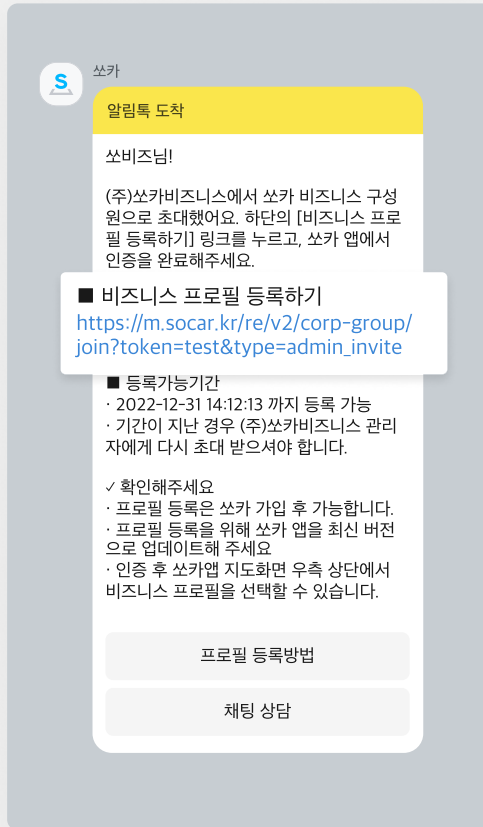 S
쏘카
알림톡 도착
쏘비즈님!
(주)쏘카비즈니스에서 쏘카 비즈니스 구성
원으로 초대했어요. 하단의 [비즈니스 프로
필 등록하기] 링크를 누르고, 쏘카 앱에서
인증을 완료해주세요.
■ 비즈니스 프로필 등록하기
https://m.socar.kr/re/v2/corp-group/
join?token=test&type=admin_invite
■ 등록가능기간
· 2022-12-31 14:12:13 까지 등록 가능
· 기간이 지난 경우 (주)쏘카비즈니스 관리
자에게 다시 초대 받으셔야 합니다.
✓ 확인해주세요
· 프로필 등록은 쏘카 가입 후 가능합니다.
· 프로필 등록을 위해 쏘카 앱을 최신 버전
으로 업데이트해 주세요
· 인증 후 쏘카앱 지도화면 우측 상단에서
비즈니스 프로필을 선택할 수 있습니다.
프로필 등록방법
채팅 상담